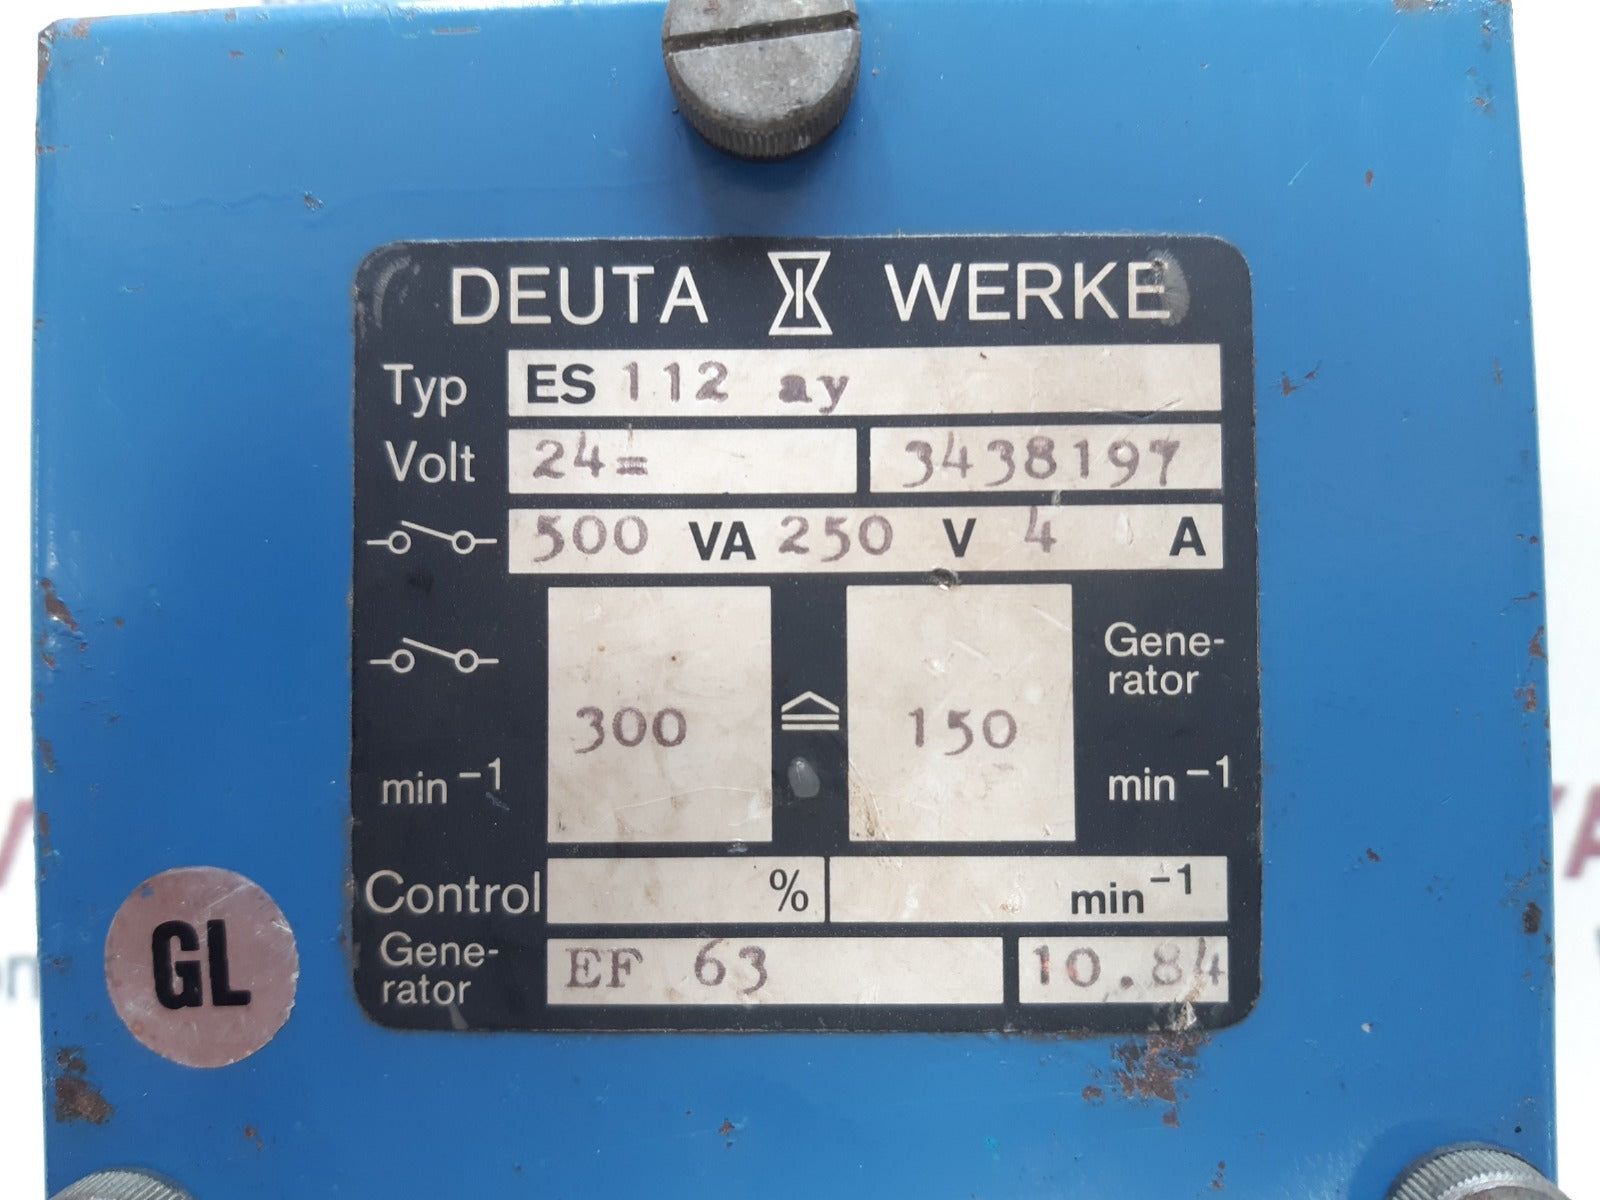 DEUTA WERKE
Typ ES 112 ay
Volt 24= 3438197
500 VA 250 V 4 A
Gene-
rator
300 ≙ 150
min⁻¹ min⁻¹
Control % min⁻¹
Gene-
rator EF 63 10.84
GL